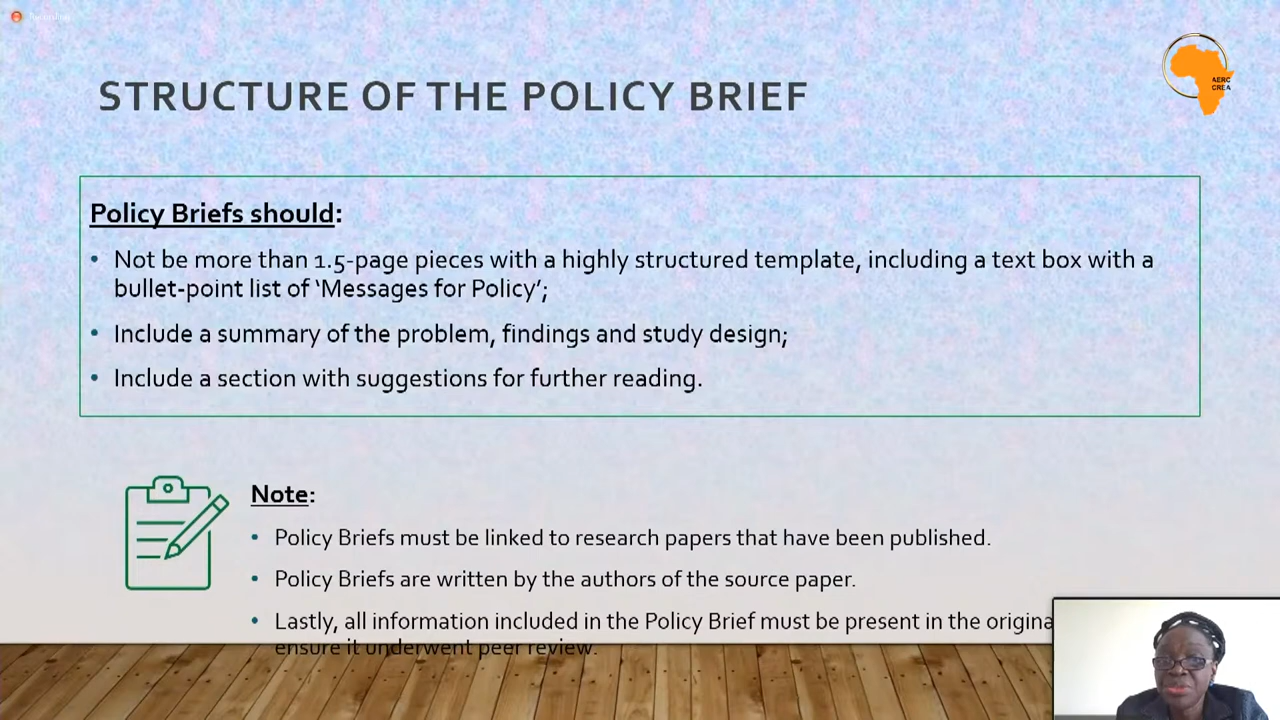 Recording
STRUCTURE OF THE POLICY BRIEF
AERC
CREA
Policy Briefs should:
• Not be more than 1.5-page pieces with a highly structured template, including a text box with a
bullet-point list of ‘Messages for Policy’;
• Include a summary of the problem, findings and study design;
• Include a section with suggestions for further reading.
Note:
• Policy Briefs must be linked to research papers that have been published.
• Policy Briefs are written by the authors of the source paper.
• Lastly, all information included in the Policy Brief must be present in the
ensure it underwent peer review.